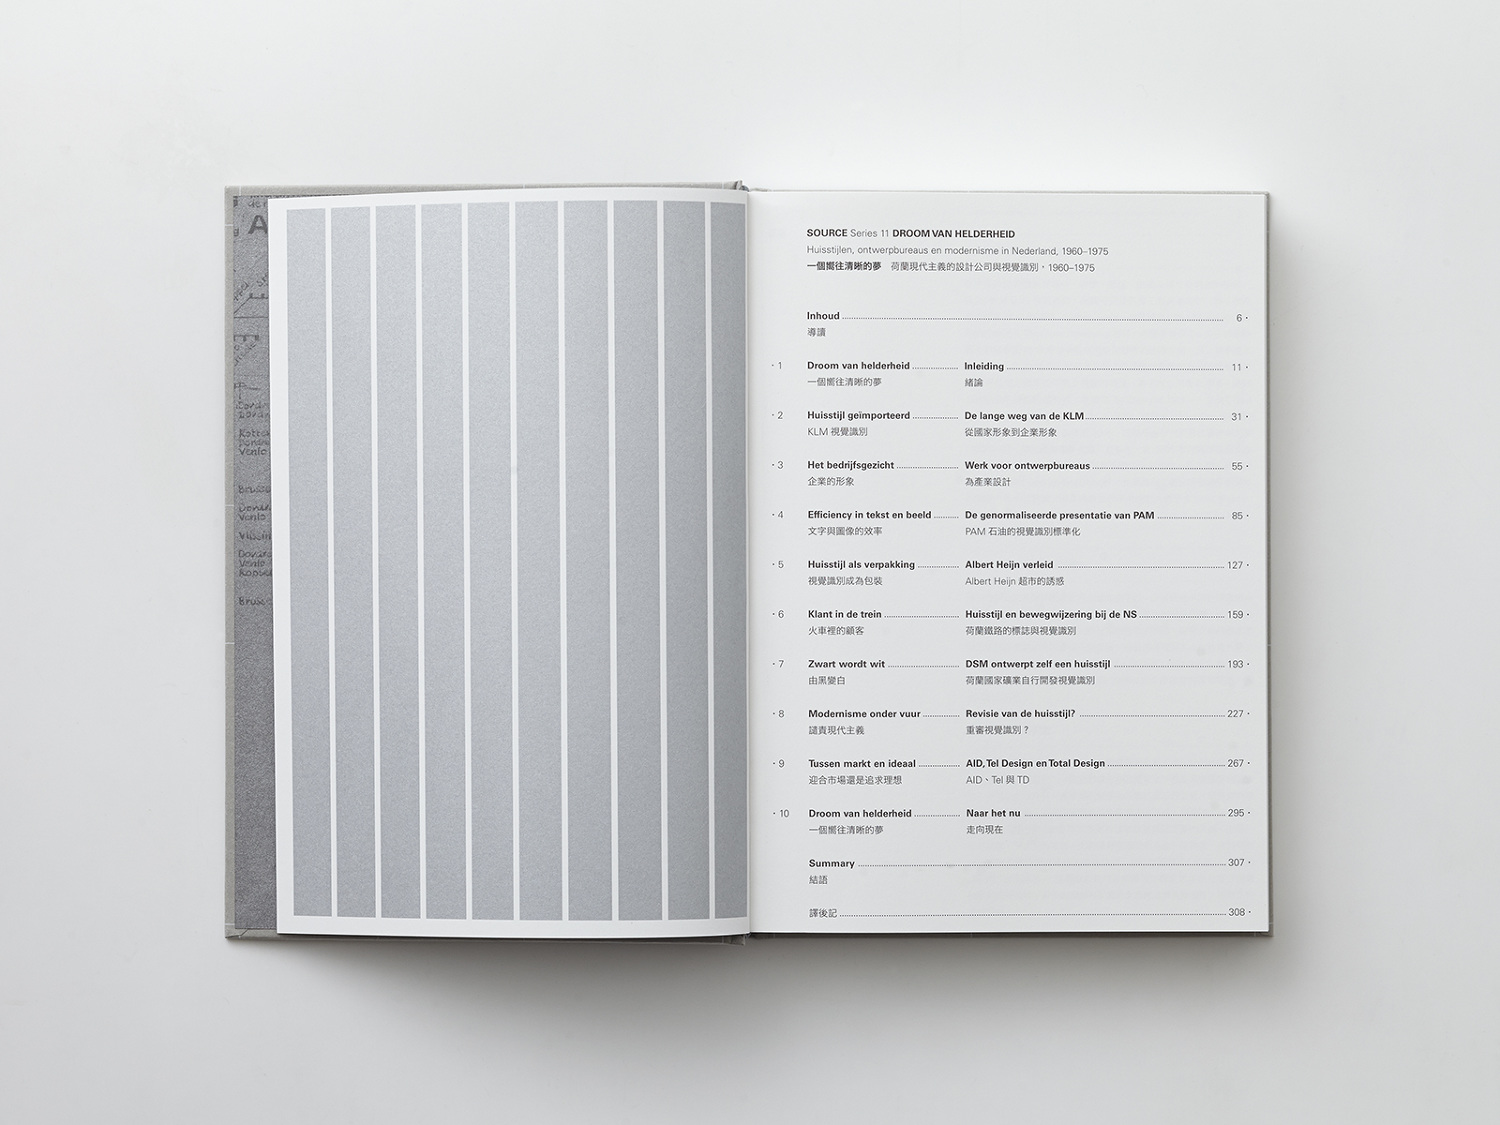 A
SOURCE Series 11 DROOM VAN HELDERHEID
Huisstijlen, ontwerpbureaus en modernisme in Nederland, 1960–1975
一個嚮往清晰的夢 荷蘭現代主義的設計公司與視覺識別，1960–1975
Inhoud 6 ·
導讀
· 1 Droom van helderheid Inleiding 11 ·
一個嚮往清晰的夢 緒論
· 2 Huisstijl geïmporteerd De lange weg van de KLM 31 ·
KLM 視覺識別 從國家形象到企業形象
· 3 Het bedrijfsgezicht Werk voor ontwerpbureaus 55 ·
企業的形象 為產業設計
· 4 Efficiency in tekst en beeld De genormaliseerde presentatie van PAM 85 ·
文字與圖像的效率 PAM 石油的視覺識別標準化
· 5 Huisstijl als verpakking Albert Heijn verleid 127 ·
視覺識別成為包裝 Albert Heijn 超市的誘惑
· 6 Klant in de trein Huisstijl en bewegwijzering bij de NS 159 ·
火車裡的顧客 荷蘭鐵路的標誌與視覺識別
· 7 Zwart wordt wit DSM ontwerpt zelf een huisstijl 193 ·
由黑變白 荷蘭國家礦業自行開發視覺識別
· 8 Modernisme onder vuur Revisie van de huisstijl? 227 ·
譴責現代主義 重審視覺識別？
· 9 Tussen markt en ideaal AID, Tel Design en Total Design 267 ·
迎合市場還是追求理想 AID、Tel 與 TD
· 10 Droom van helderheid Naar het nu 295 ·
一個嚮往清晰的夢 走向現在
Summary 307 ·
結語
譯後記 308 ·